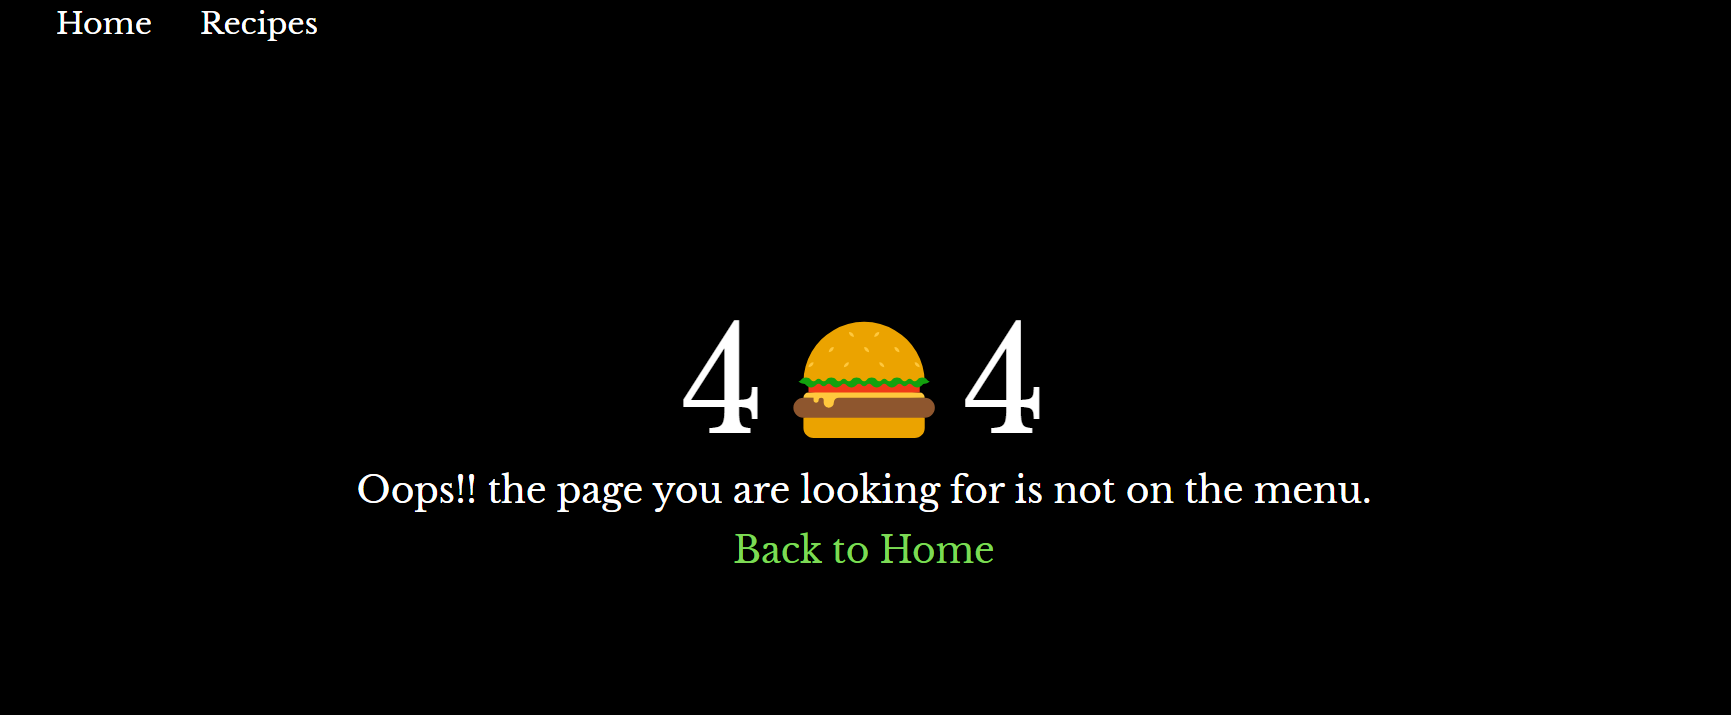 Home Recipes
4 4
Oops!! the page you are looking for is not on the menu.
Back to Home